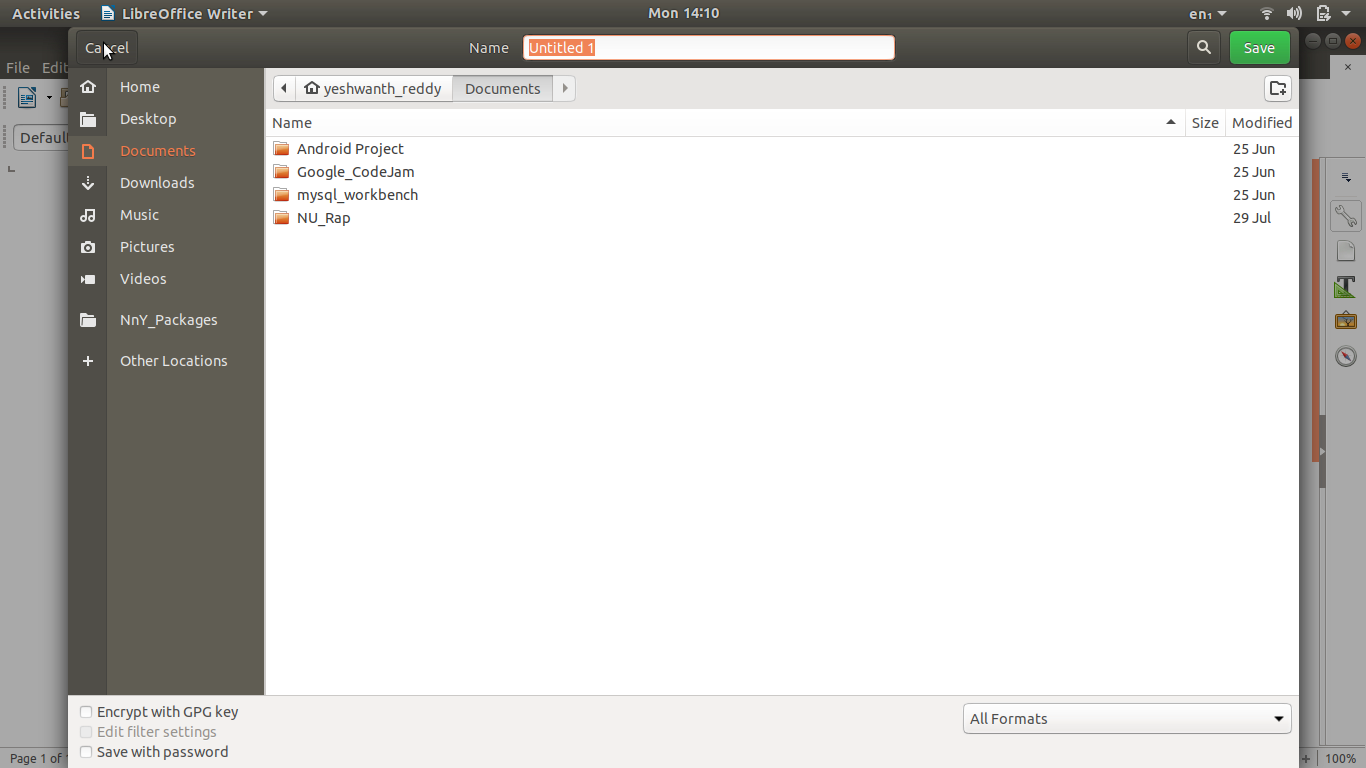 Activities LibreOffice Writer Mon 14:10 en₁
Cancel Name Untitled 1 Save
File Edit
Home
Desktop
Documents
Downloads
Music
Pictures
Videos
NnY_Packages
Other Locations
yeshwanth_reddy Documents
Name Size Modified
Android Project 25 Jun
Google_CodeJam 25 Jun
mysql_workbench 25 Jun
NU_Rap 29 Jul
Encrypt with GPG key
Edit filter settings
Save with password
All Formats
Page 1 of 100%